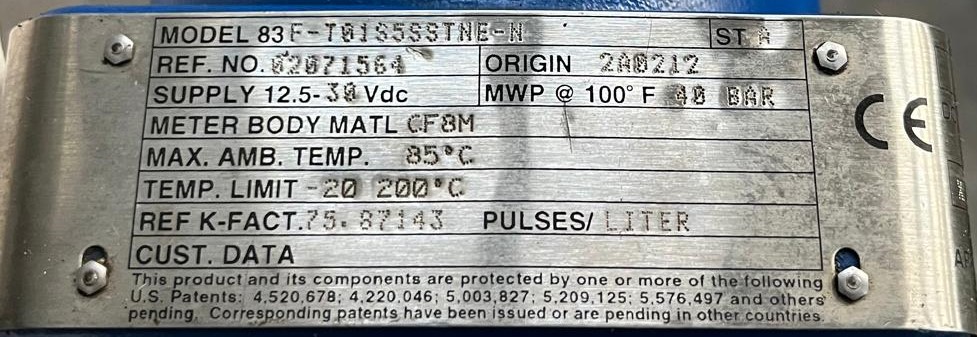 MODEL 83F-T01S5SSTNE-N ST A
REF. NO. 02071564 ORIGIN 2A0212
SUPPLY 12.5-30 Vdc MWP @ 100° F 40 BAR
METER BODY MATL CF8M
MAX. AMB. TEMP. 85°C
TEMP. LIMIT -20 200°C
REF K-FACT. 75.87143 PULSES/ LITER
CUST. DATA
This product and its components are protected by one or more of the following
U.S. Patents: 4,520,678; 4,220,046; 5,003,827; 5,209,125; 5,576,497 and others
pending. Corresponding patents have been issued or are pending in other countries.
CE